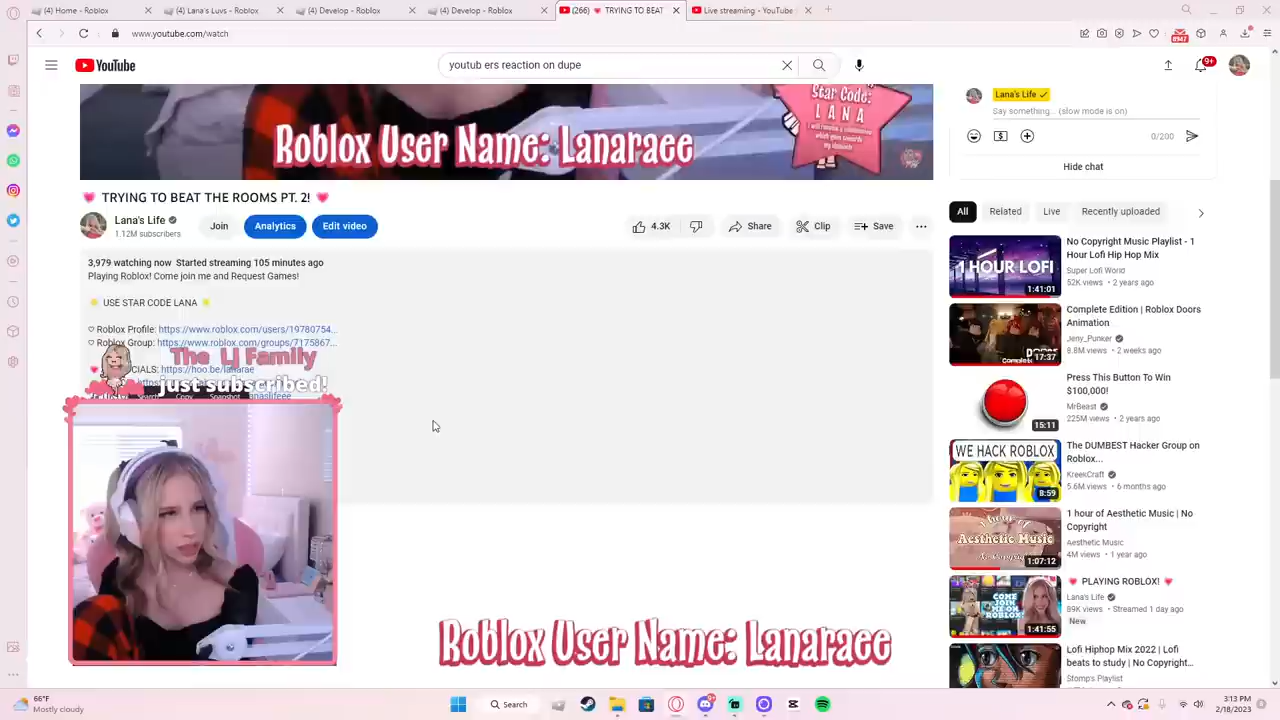 (4) Home - Roblox
(4) Lana's Luvs - Roblox
(4) Develop - Roblox
(4) Develop - Roblox
(266) 💗 TRYING TO BEAT
Live streaming - YouTube
www.youtube.com/watch
8947
YouTube
youtub ers reaction on dupe
9+
Roblox User Name: Lanaraee
Star Code:
LANA
💗 TRYING TO BEAT THE ROOMS PT. 2! 💗
Lana's Life
1.12M subscribers
Join
Analytics
Edit video
4.3K
Share
Clip
Save
3,979 watching now Started streaming 105 minutes ago
Playing Roblox! Come join me and Request Games!
USE STAR CODE LANA
♡ Roblox Profile: https://www.roblox.com/users/19780754...
♡ Roblox Group: https://www.roblox.com/groups/7175867...
The LJ Family
CIALS: https://hoo.be/lanarae
just subscribed!
Search
Copy
Snapshot
Roblox User Name: Lanaraee
Lana's Life
Say something... (slow mode is on)
0/200
Hide chat
All
Related
Live
Recently uploaded
1 HOUR LOFI
1:41:01
No Copyright Music Playlist - 1
Hour Lofi Hip Hop Mix
Super Lofi World
52K views • 2 years ago
17:37
Complete Edition | Roblox Doors
Animation
Jeny_Punker
8.8M views • 2 weeks ago
15:11
Press This Button To Win
$100,000!
MrBeast
225M views • 2 years ago
WE HACK ROBLOX
8:59
The DUMBEST Hacker Group on
Roblox...
KreekCraft
5.6M views • 6 months ago
1 hour of
Aesthetic Music
1:07:12
1 hour of Aesthetic Music | No
Copyright
Aesthetic Music
4M views • 1 year ago
COME
JOIN
ME ON
ROBLOX!
1:41:55
💗 PLAYING ROBLOX! 💗
Lana's Life
89K views • Streamed 1 day ago
New
Lofi Hiphop Mix 2022 | Lofi
beats to study | No Copyright...
Stomp's Playlist
66°F
Mostly cloudy
Search
3:13 PM
2/18/2023